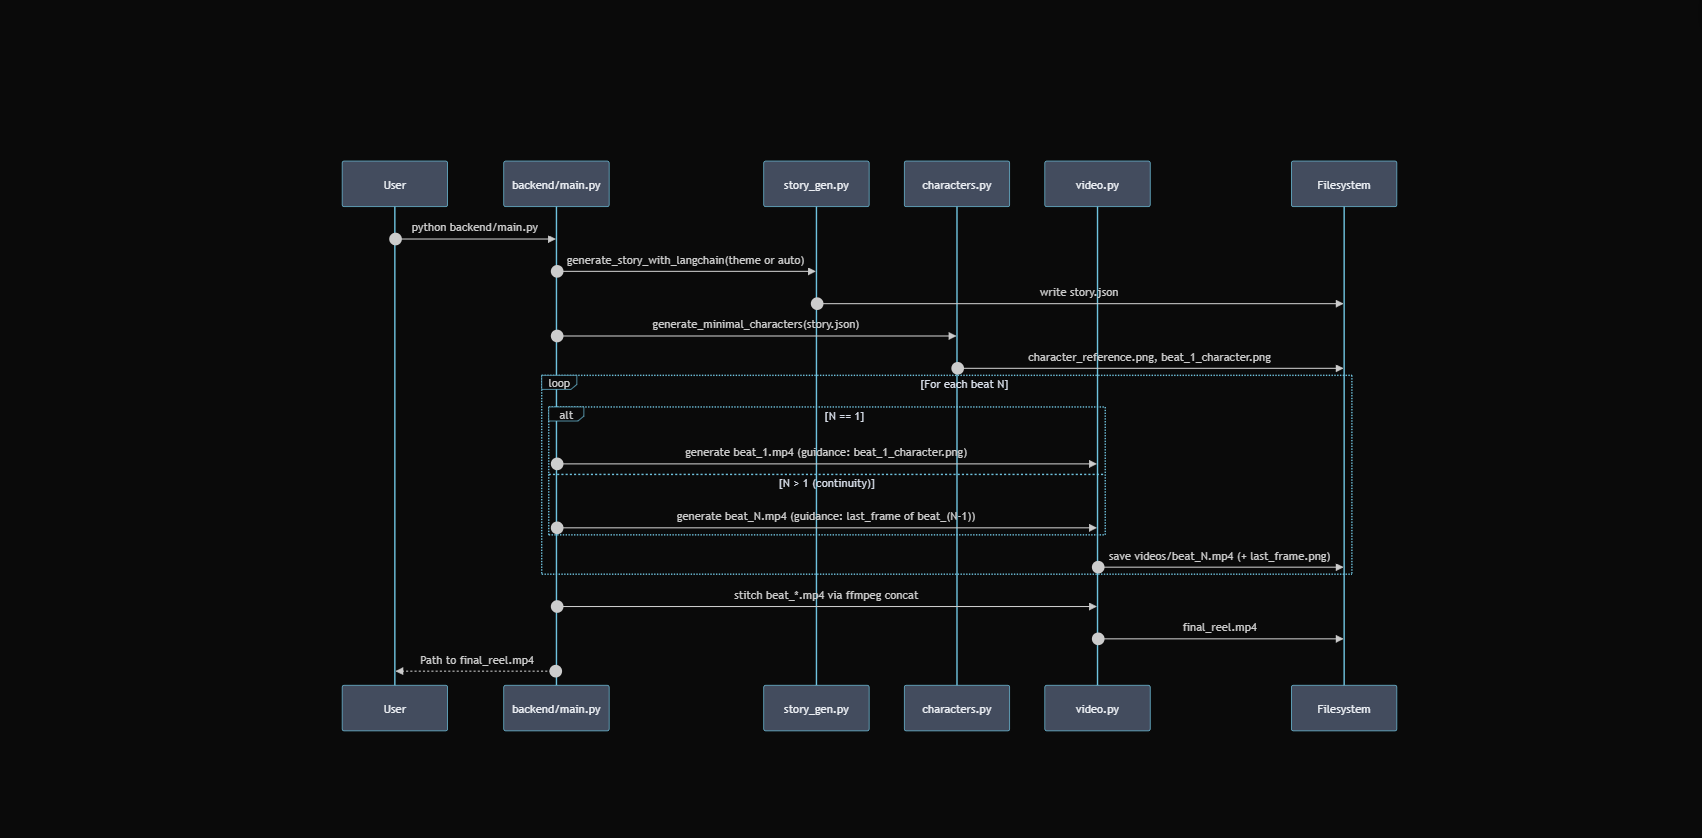 User
backend/main.py
story_gen.py
characters.py
video.py
Filesystem
python backend/main.py
generate_story_with_langchain(theme or auto)
write story.json
generate_minimal_characters(story.json)
character_reference.png, beat_1_character.png
loop
[For each beat N]
alt
[N == 1]
generate beat_1.mp4 (guidance: beat_1_character.png)
[N > 1 (continuity)]
generate beat_N.mp4 (guidance: last_frame of beat_(N-1))
save videos/beat_N.mp4 (+ last_frame.png)
stitch beat_*.mp4 via ffmpeg concat
final_reel.mp4
Path to final_reel.mp4
User
backend/main.py
story_gen.py
characters.py
video.py
Filesystem